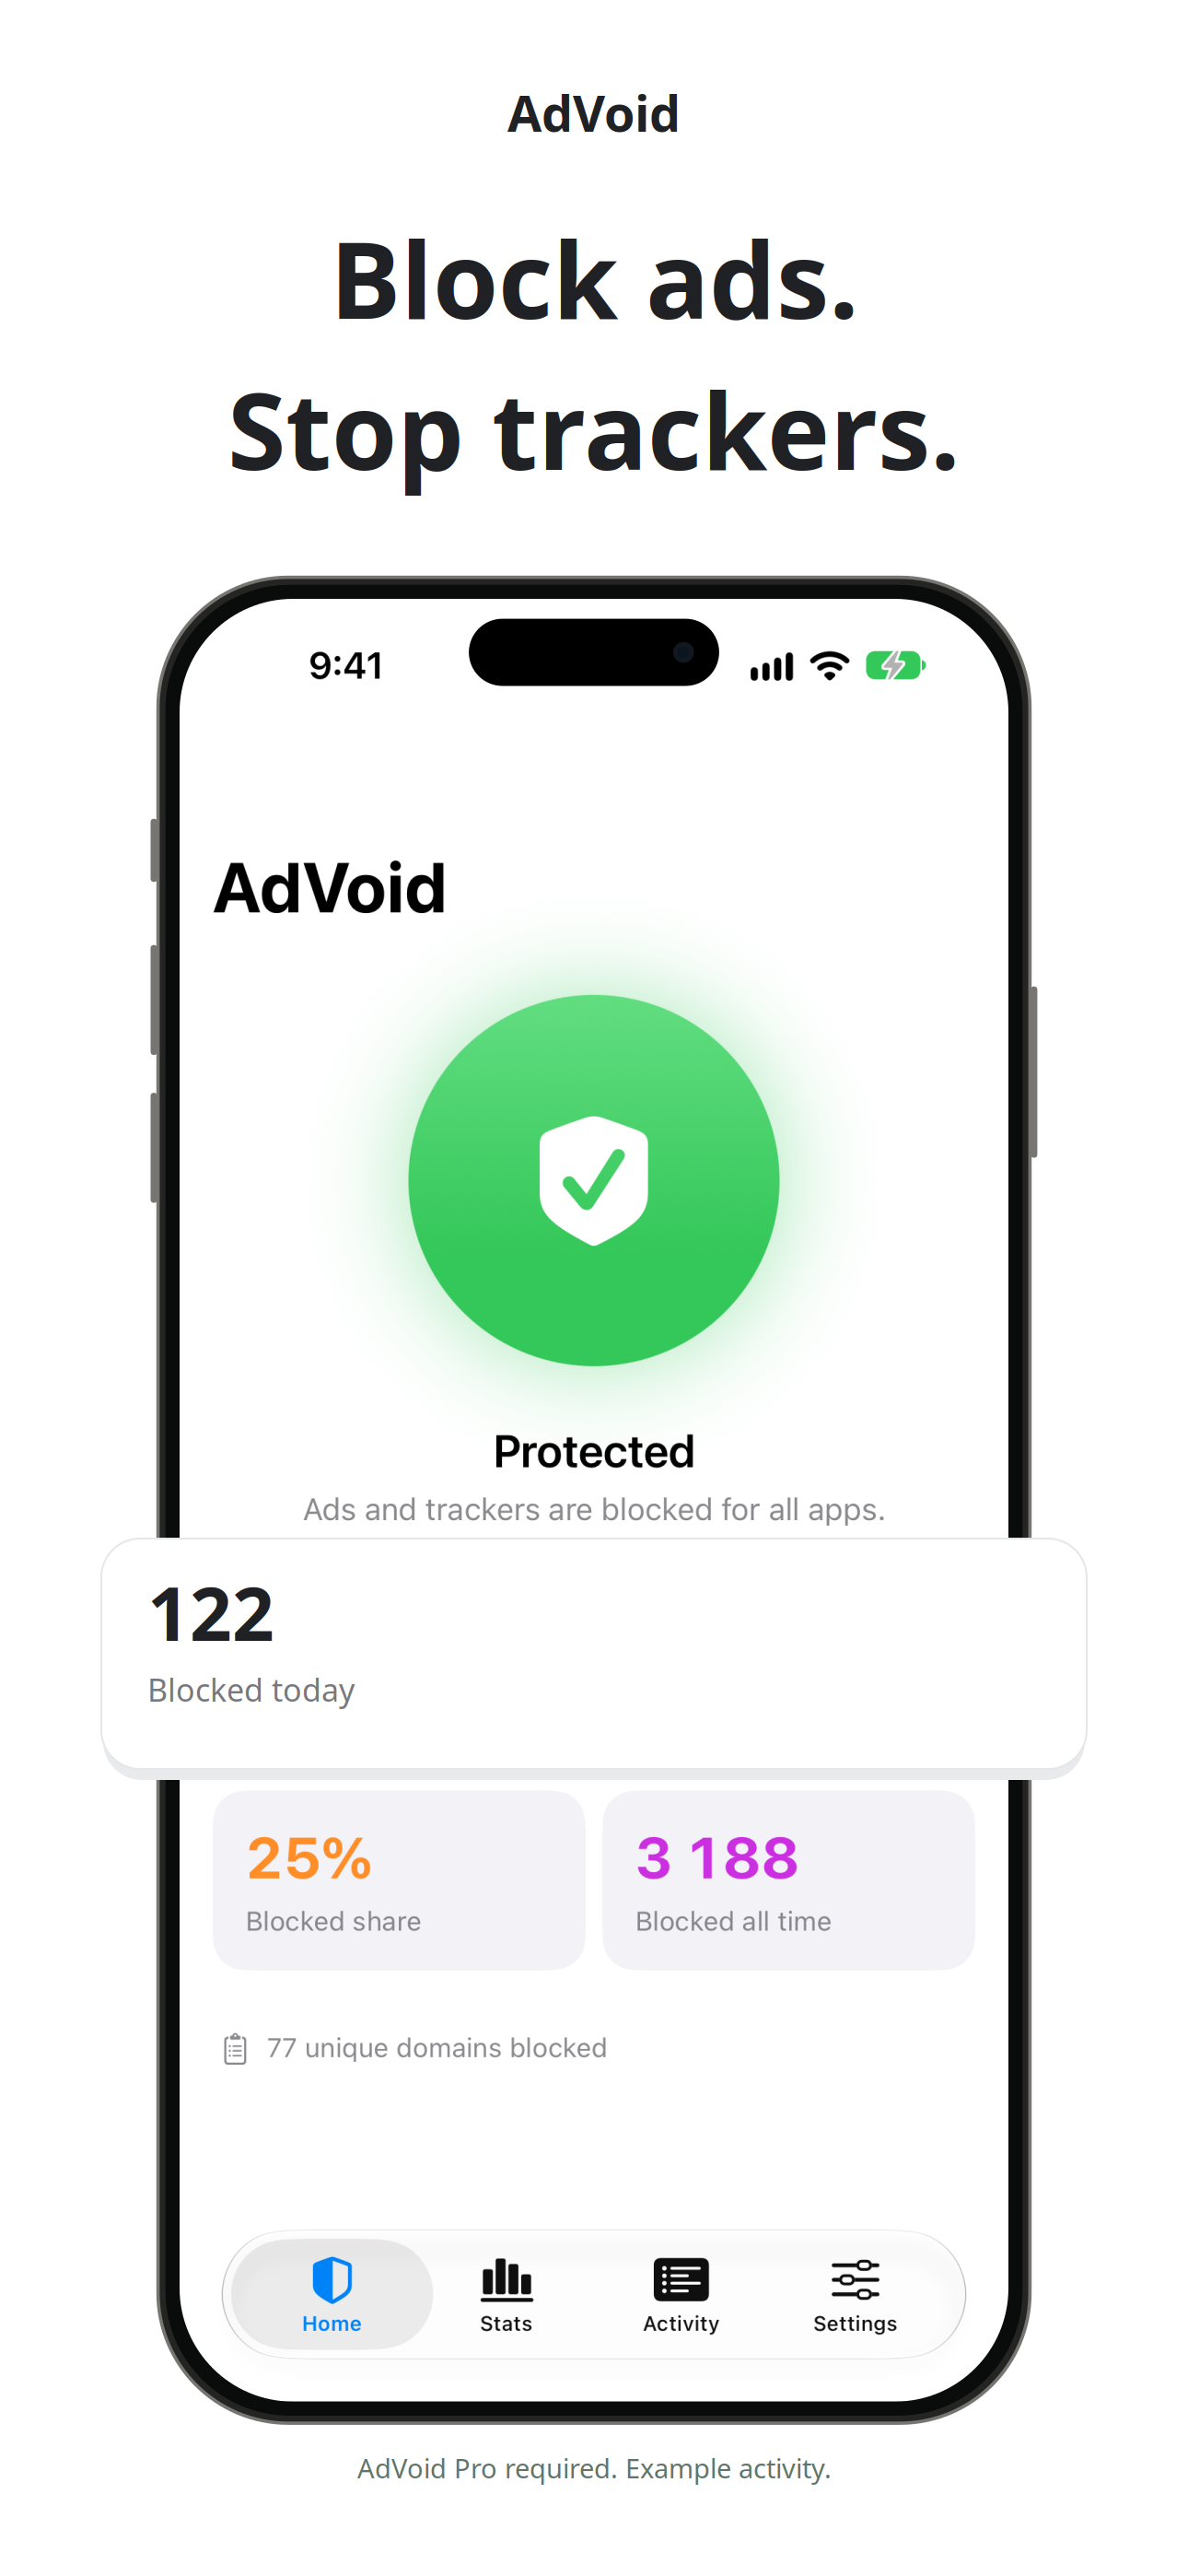 AdVoid
Block ads.
Stop trackers.
9:41
AdVoid
Protected
Ads and trackers are blocked for all apps.
122
Blocked today
25%
Blocked share
3 188
Blocked all time
77 unique domains blocked
Home
Stats
Activity
Settings
AdVoid Pro required. Example activity.